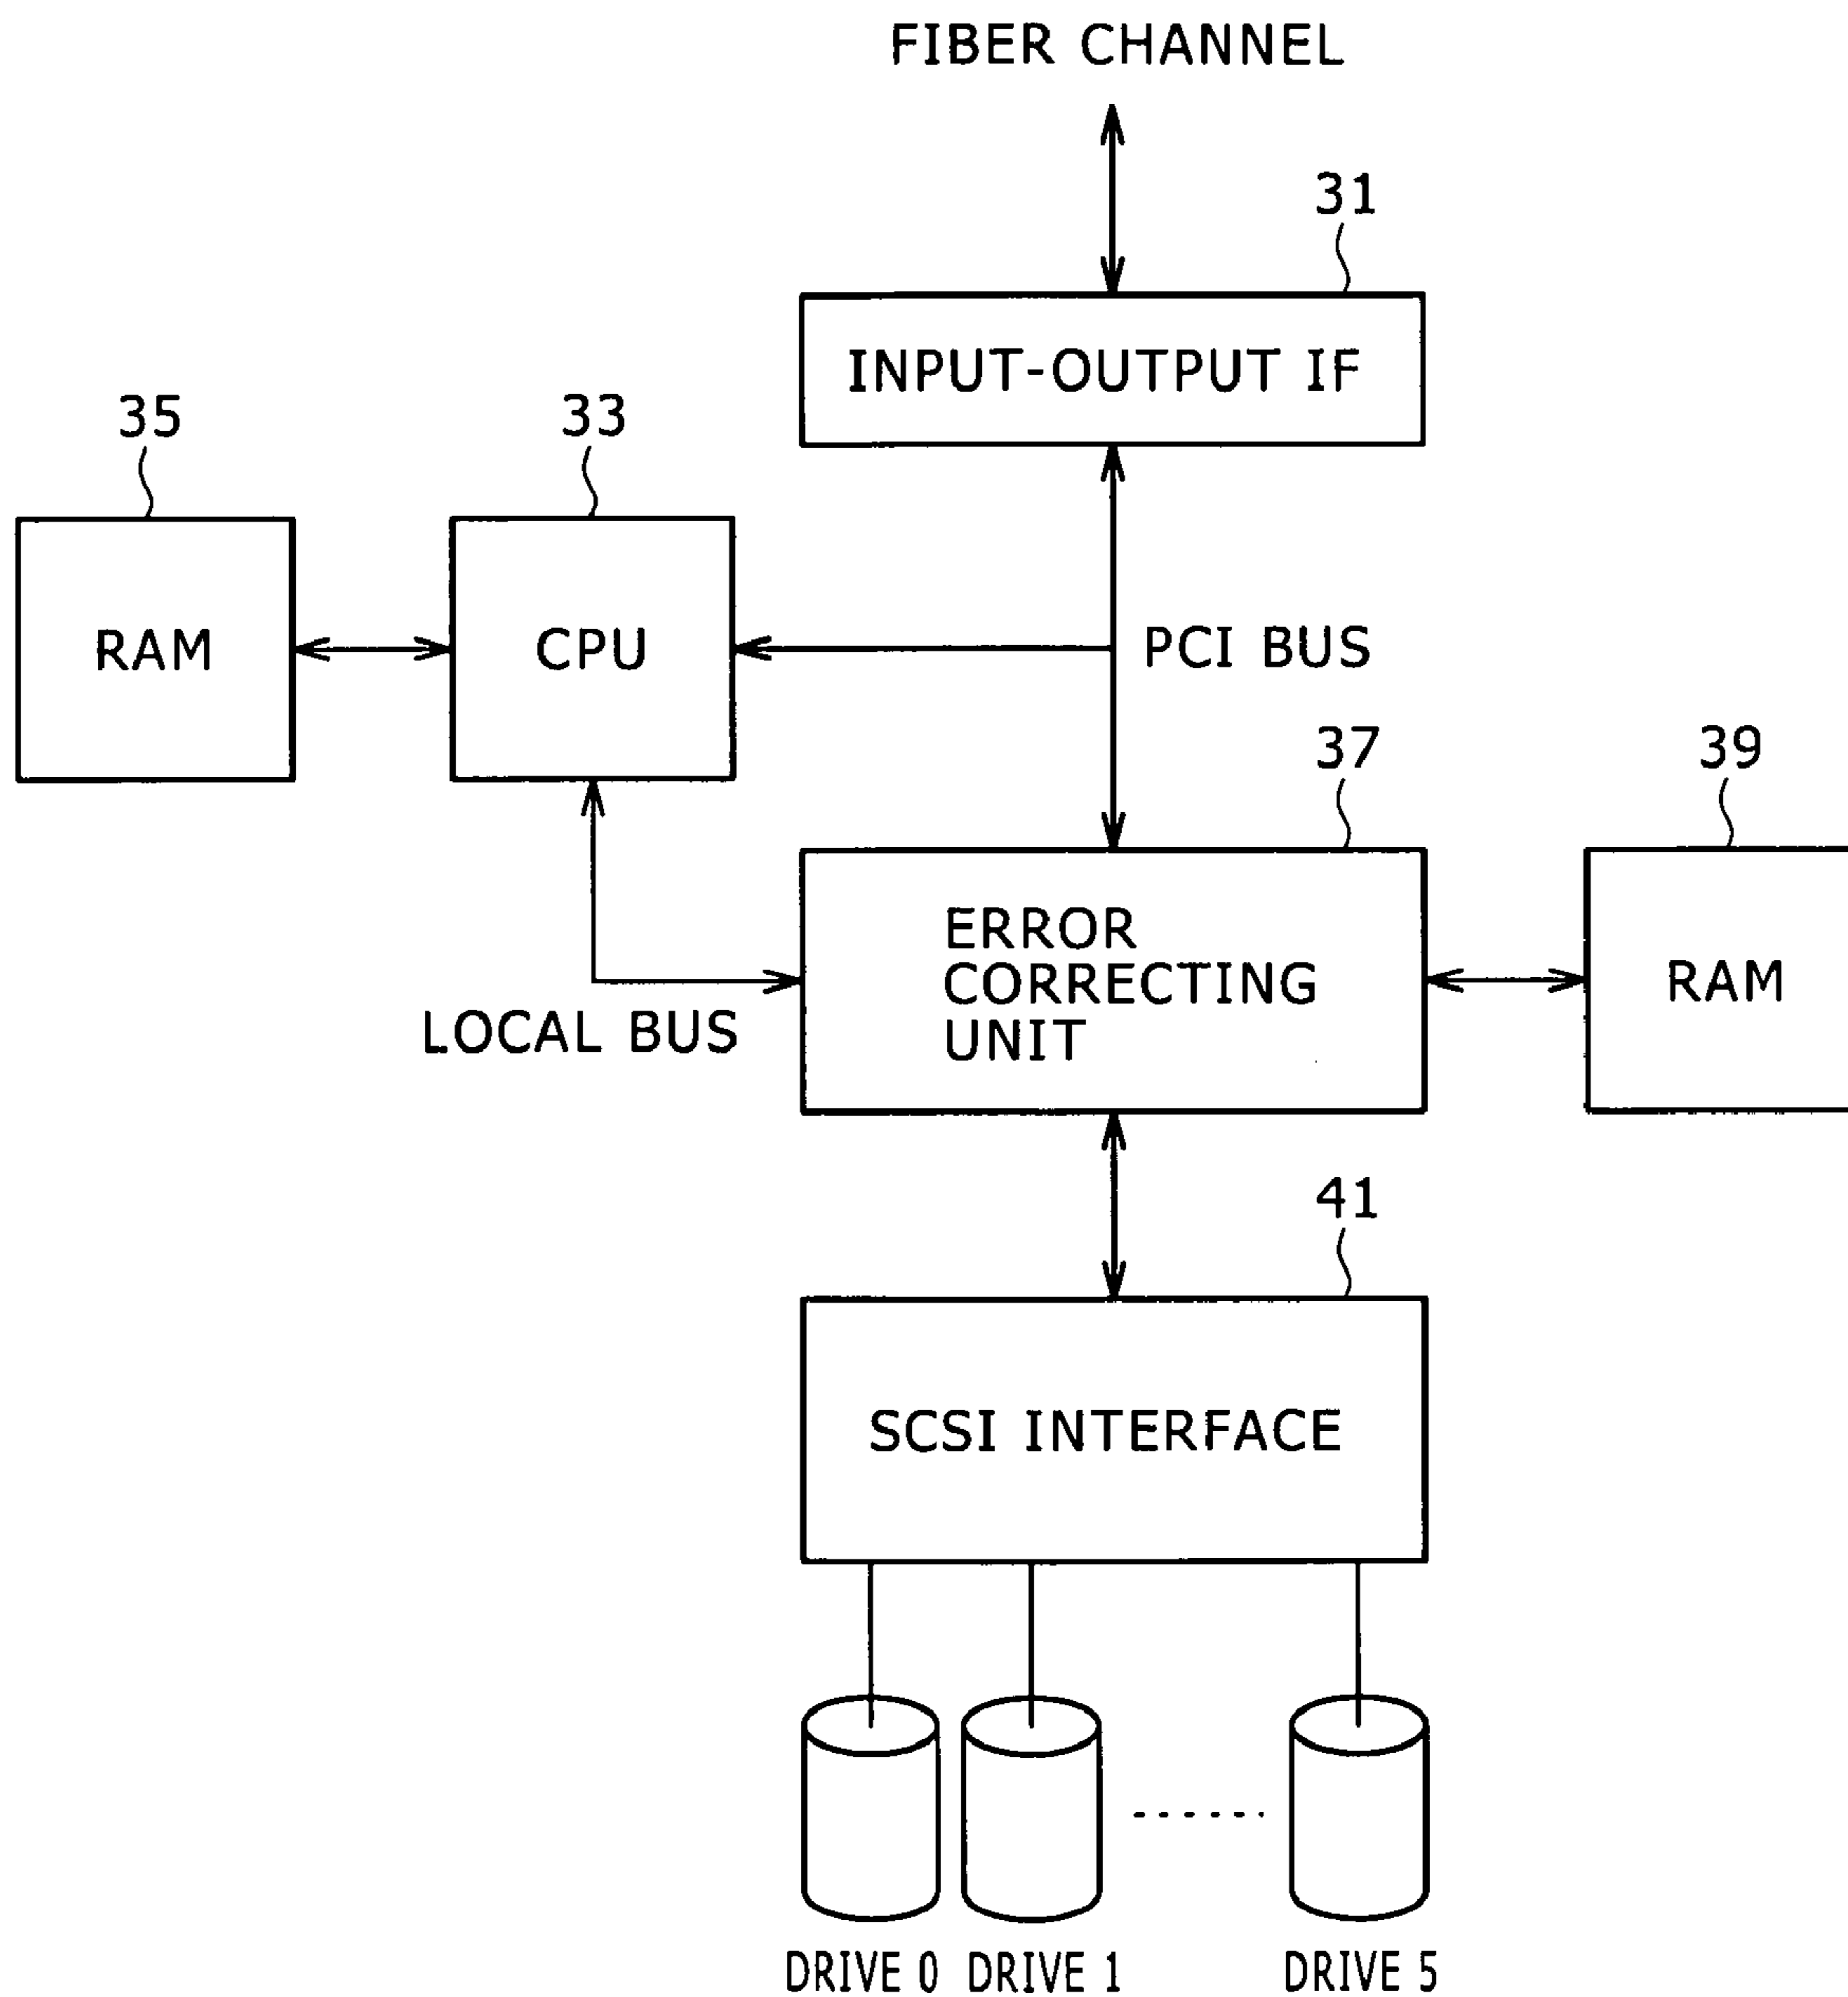 FIBER CHANNEL
31
INPUT-OUTPUT IF
35
33
RAM
CPU
PCI BUS
37
39
ERROR
CORRECTING
UNIT
RAM
LOCAL BUS
41
SCSI INTERFACE
DRIVE 0
DRIVE 1
DRIVE 5